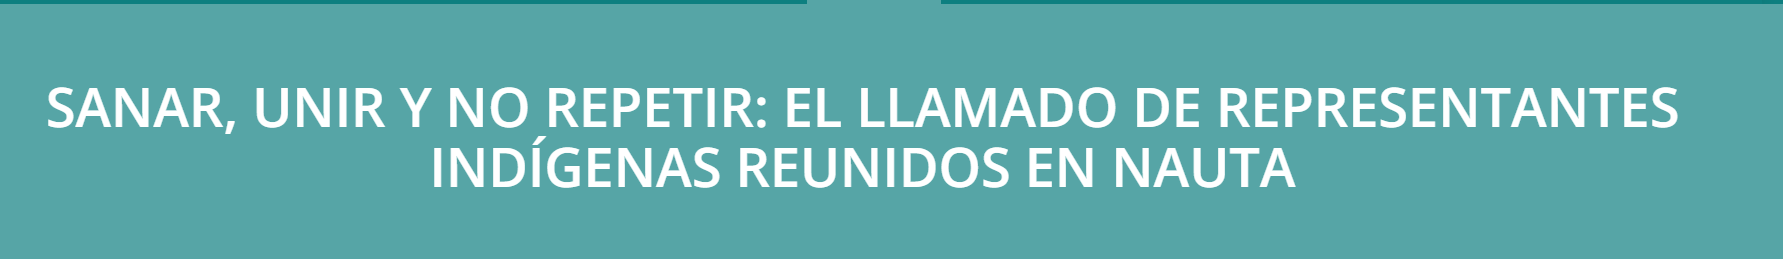 SANAR, UNIR Y NO REPETIR: EL LLAMADO DE REPRESENTANTES
INDÍGENAS REUNIDOS EN NAUTA